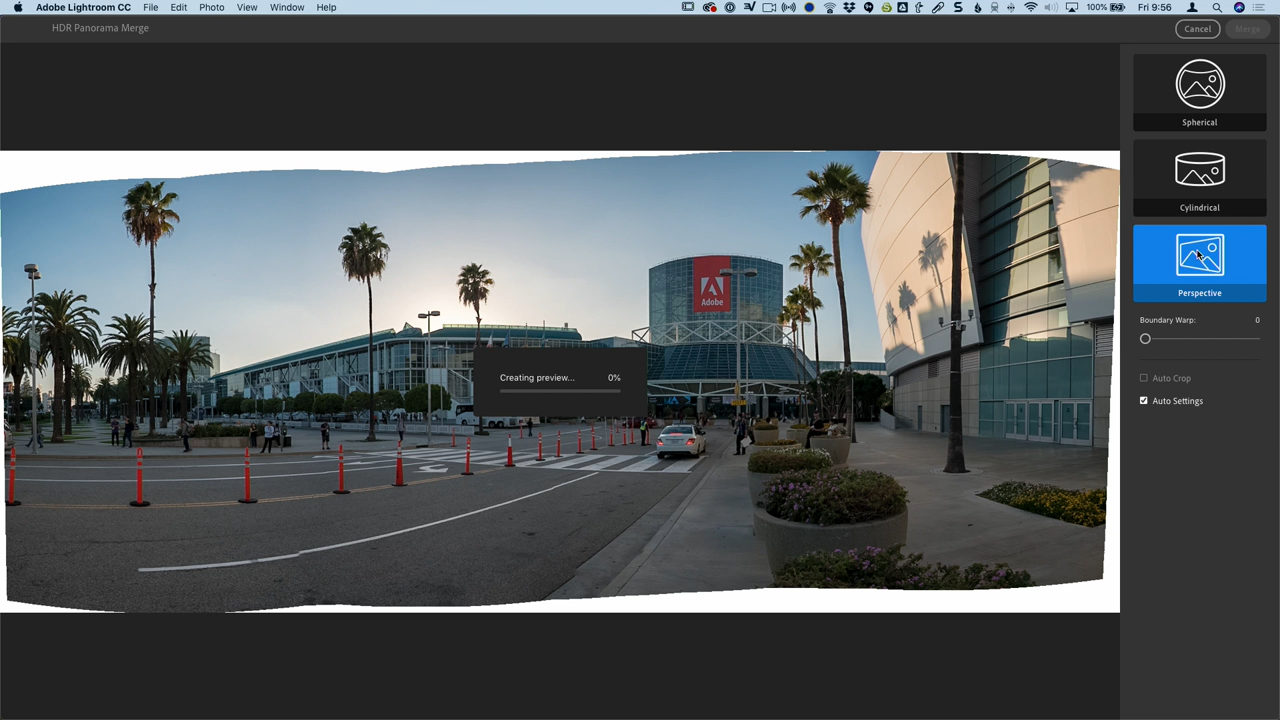 Adobe Lightroom CC File Edit Photo View Window Help 100% Fri 9:56
HDR Panorama Merge Cancel Merge
Spherical
Cylindrical
Perspective
Boundary Warp: 0
Auto Crop
Auto Settings
Adobe
Creating preview... 0%